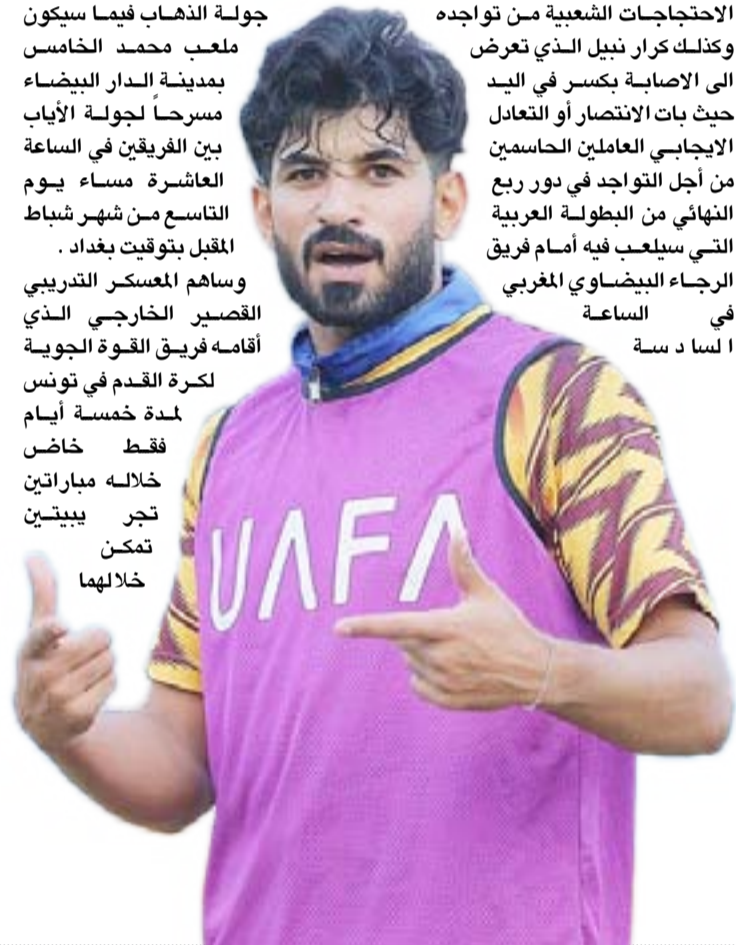 الاحتجاجات الشعبية من تواجده
وكذلك كرار نبيل الذي تعرض
الى الاصابة بكسر في اليد
حيث بات الانتصار أو التعادل
الايجابي العاملين الحاسمين
من أجل التواجد في دور ربع
النهائي من البطولة العربية
التي سيلعب فيه أمام فريق
الرجاء البيضاوي المغربي
في الساعة
السادسة
جولة الذهاب فيما سيكون
ملعب محمد الخامس
بمدينة الدار البيضاء
مسرحاً لجولة الأياب
بين الفريقين في الساعة
العاشرة مساء يوم
التاسع من شهر شباط
المقبل بتوقيت بغداد .
وساهم المعسكر التدريبي
القصير الخارجي الذي
أقامه فريق القوة الجوية
لكرة القدم في تونس
لمدة خمسة أيام
فقط خاض
خلاله مباراتين
تجر يبيتين
تمكن
خلالهما
UAFA